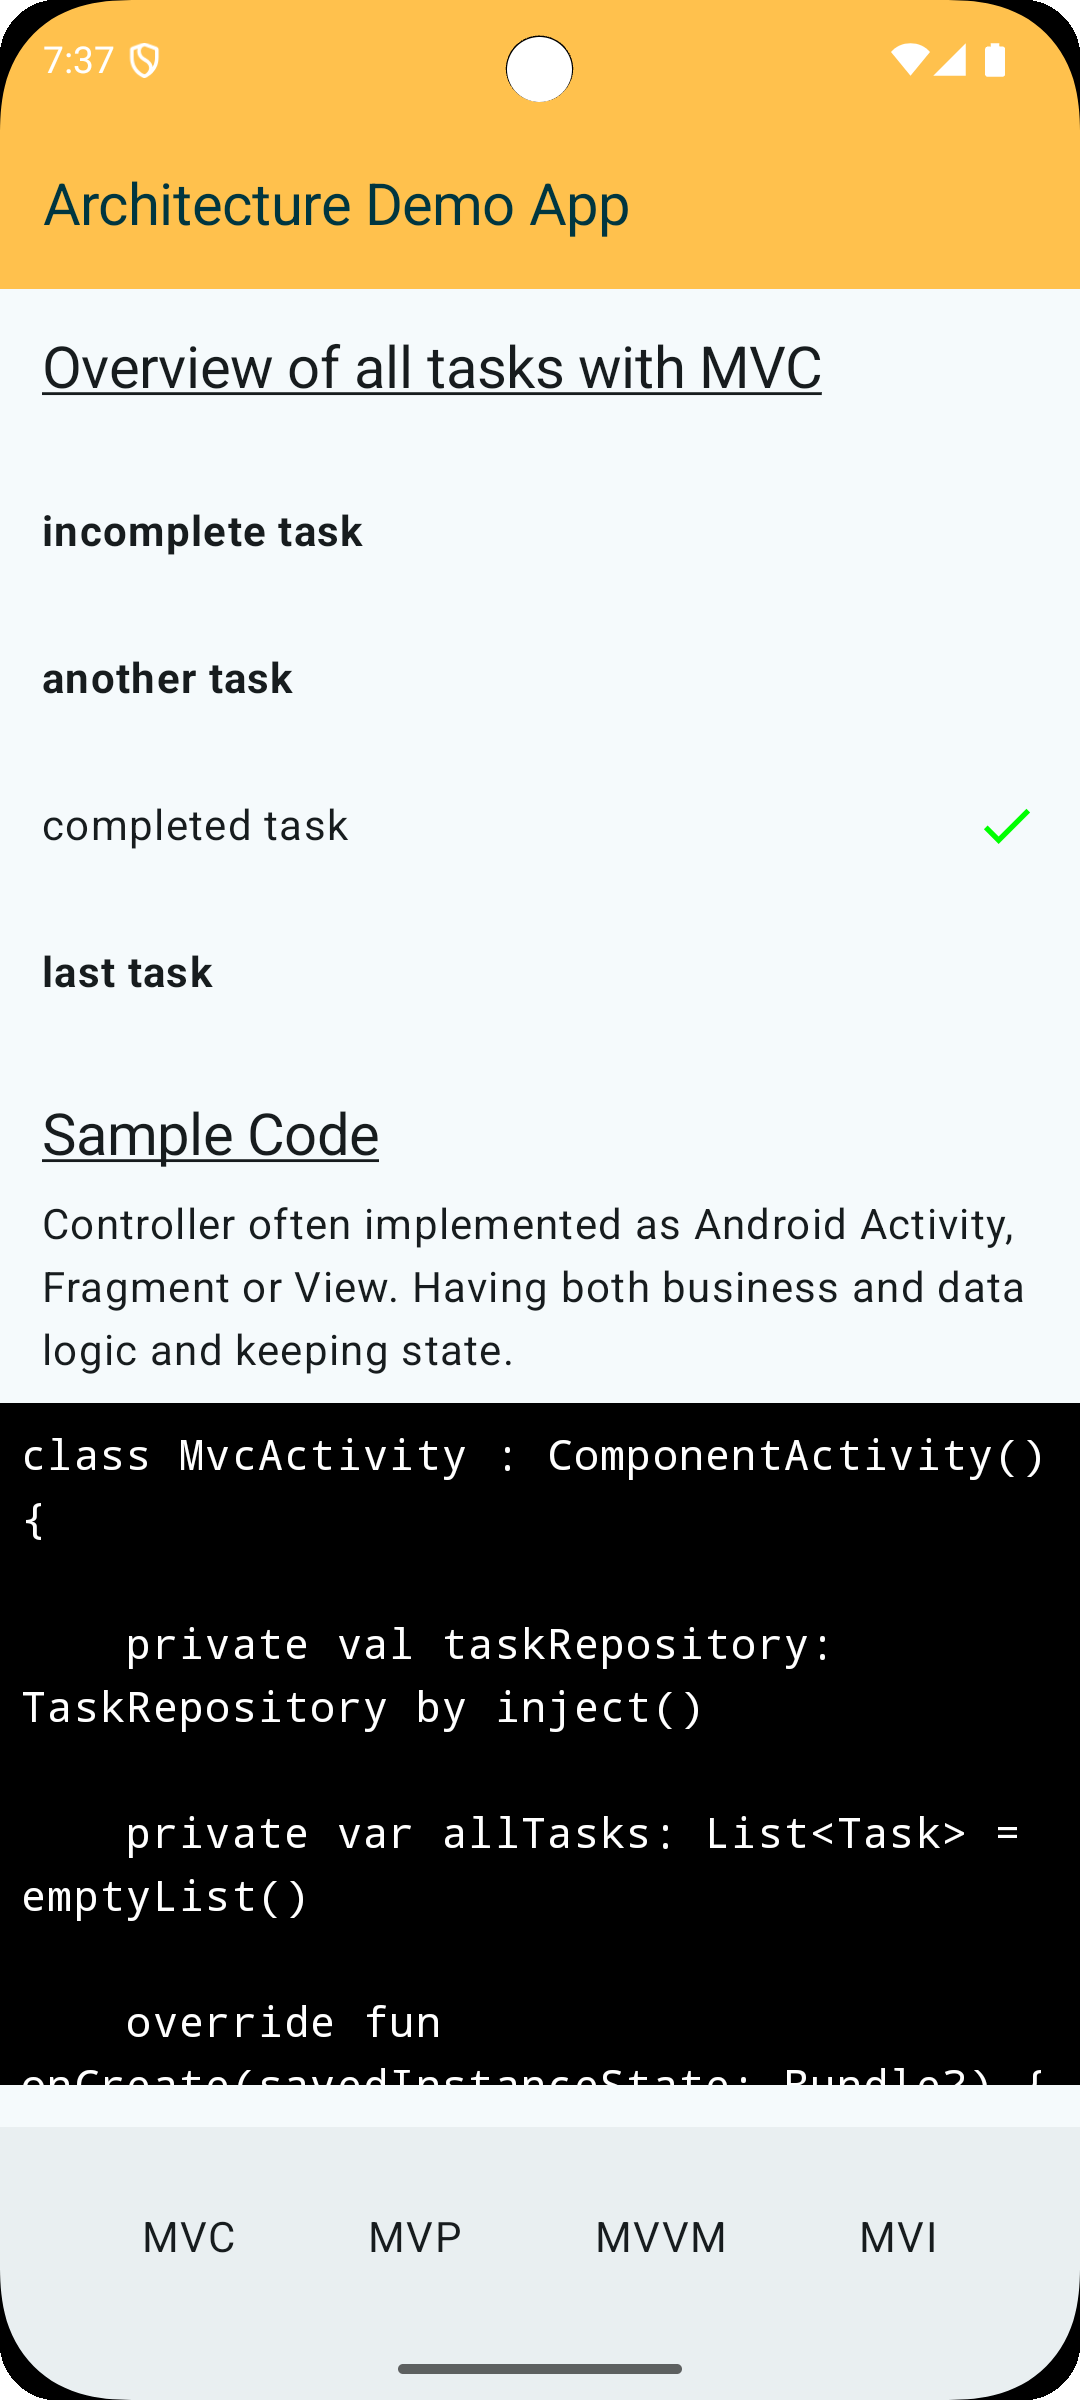 7:37
Architecture Demo App
Overview of all tasks with MVC
incomplete task
another task
completed task
last task
Sample Code
Controller often implemented as Android Activity,
Fragment or View. Having both business and data
logic and keeping state.
class MvcActivity : ComponentActivity()
{
    private val taskRepository:
TaskRepository by inject()
    private var allTasks: List<Task> =
emptyList()
    override fun
onCreate(savedInstanceState: Bundle?) {
MVC MVP MVVM MVI